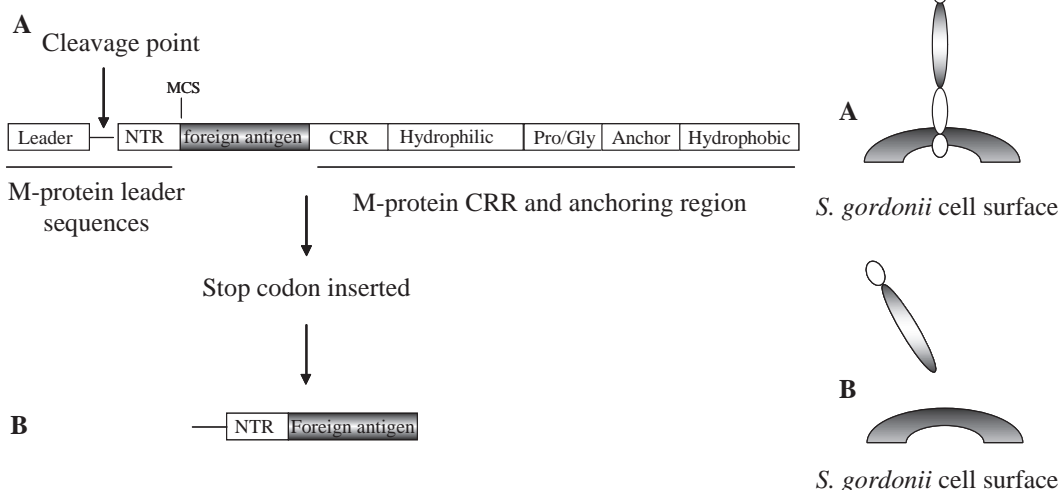 A
Cleavage point
MCS
Leader
NTR
foreign antigen
CRR
Hydrophilic
Pro/Gly
Anchor
Hydrophobic
M-protein leader
sequences
M-protein CRR and anchoring region
Stop codon inserted
B
NTR
Foreign antigen
A
S. gordonii cell surface
B
S. gordonii cell surface